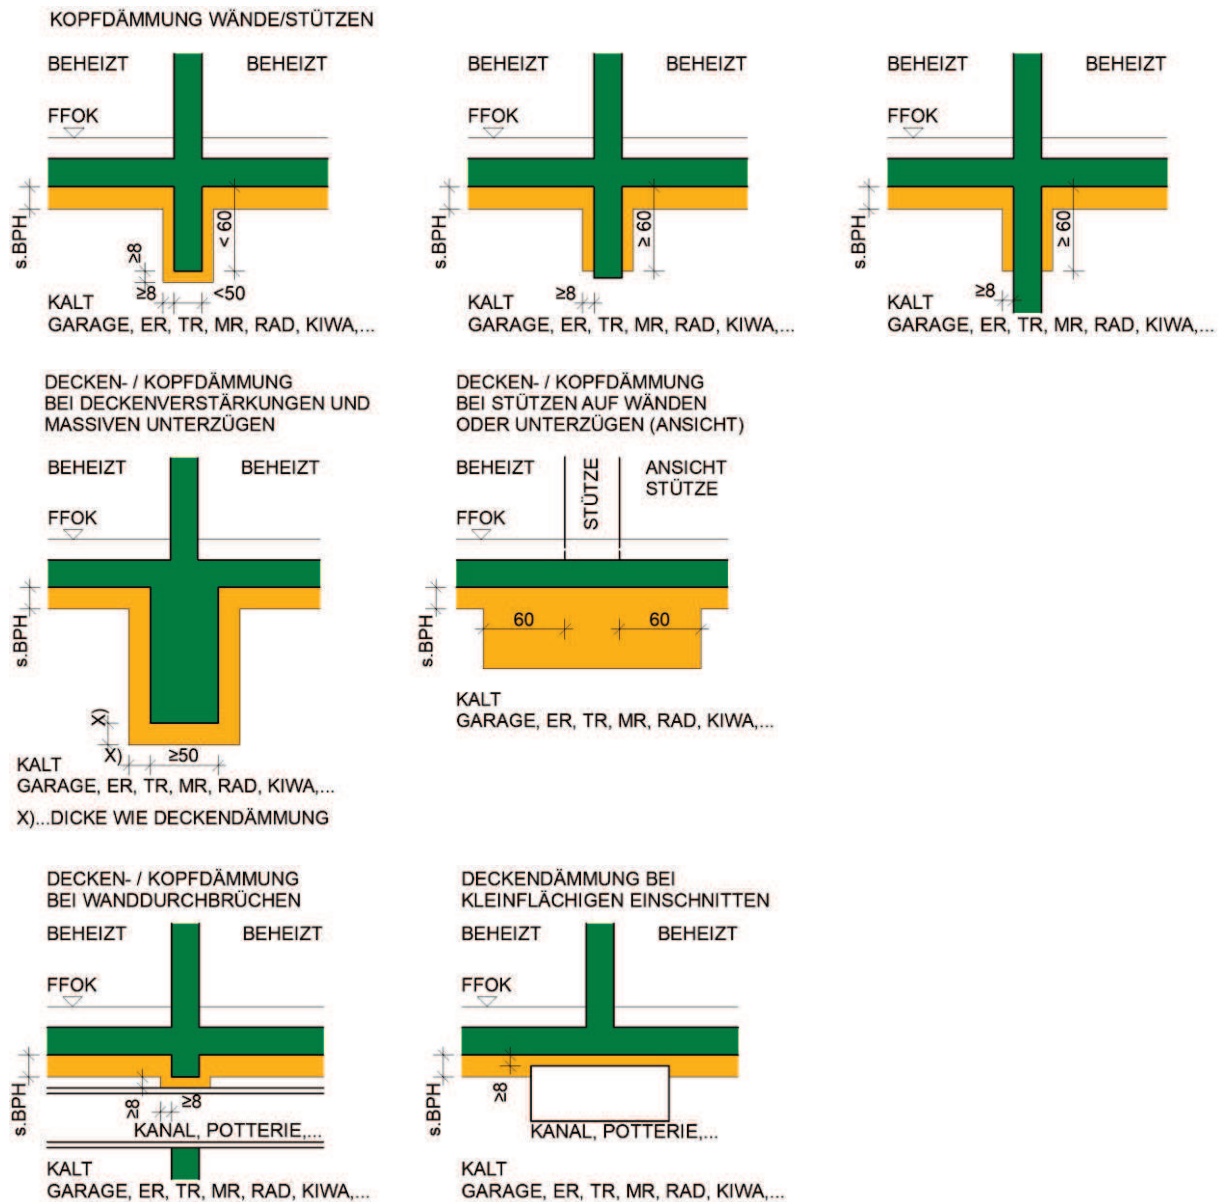 KOPFDÄMMUNG WÄNDE/STÜTZEN
BEHEIZT BEHEIZT
FFOK
s.BPH
< 60
≥8
≥8 <50
KALT
GARAGE, ER, TR, MR, RAD, KIWA,...
BEHEIZT BEHEIZT
FFOK
s.BPH
≥ 60
≥8
KALT
GARAGE, ER, TR, MR, RAD, KIWA,...
BEHEIZT BEHEIZT
FFOK
s.BPH
≥ 60
≥8
KALT
GARAGE, ER, TR, MR, RAD, KIWA,...
DECKEN- / KOPFDÄMMUNG
BEI DECKENVERSTÄRKUNGEN UND
MASSIVEN UNTERZÜGEN
BEHEIZT BEHEIZT
FFOK
s.BPH
X)
X) ≥50
KALT
GARAGE, ER, TR, MR, RAD, KIWA,...
X)...DICKE WIE DECKENDÄMMUNG
DECKEN- / KOPFDÄMMUNG
BEI STÜTZEN AUF WÄNDEN
ODER UNTERZÜGEN (ANSICHT)
BEHEIZT
STÜTZE
ANSICHT
STÜTZE
FFOK
s.BPH
60 60
KALT
GARAGE, ER, TR, MR, RAD, KIWA,...
DECKEN- / KOPFDÄMMUNG
BEI WANDDURCHBRÜCHEN
BEHEIZT BEHEIZT
FFOK
s.BPH
≥8 ≥8
KANAL, POTTERIE,...
KALT
GARAGE, ER, TR, MR, RAD, KIWA,...
DECKENDÄMMUNG BEI
KLEINFLÄCHIGEN EINSCHNITTEN
BEHEIZT BEHEIZT
FFOK
s.BPH
≥8
KANAL, POTTERIE,...
KALT
GARAGE, ER, TR, MR, RAD, KIWA,...